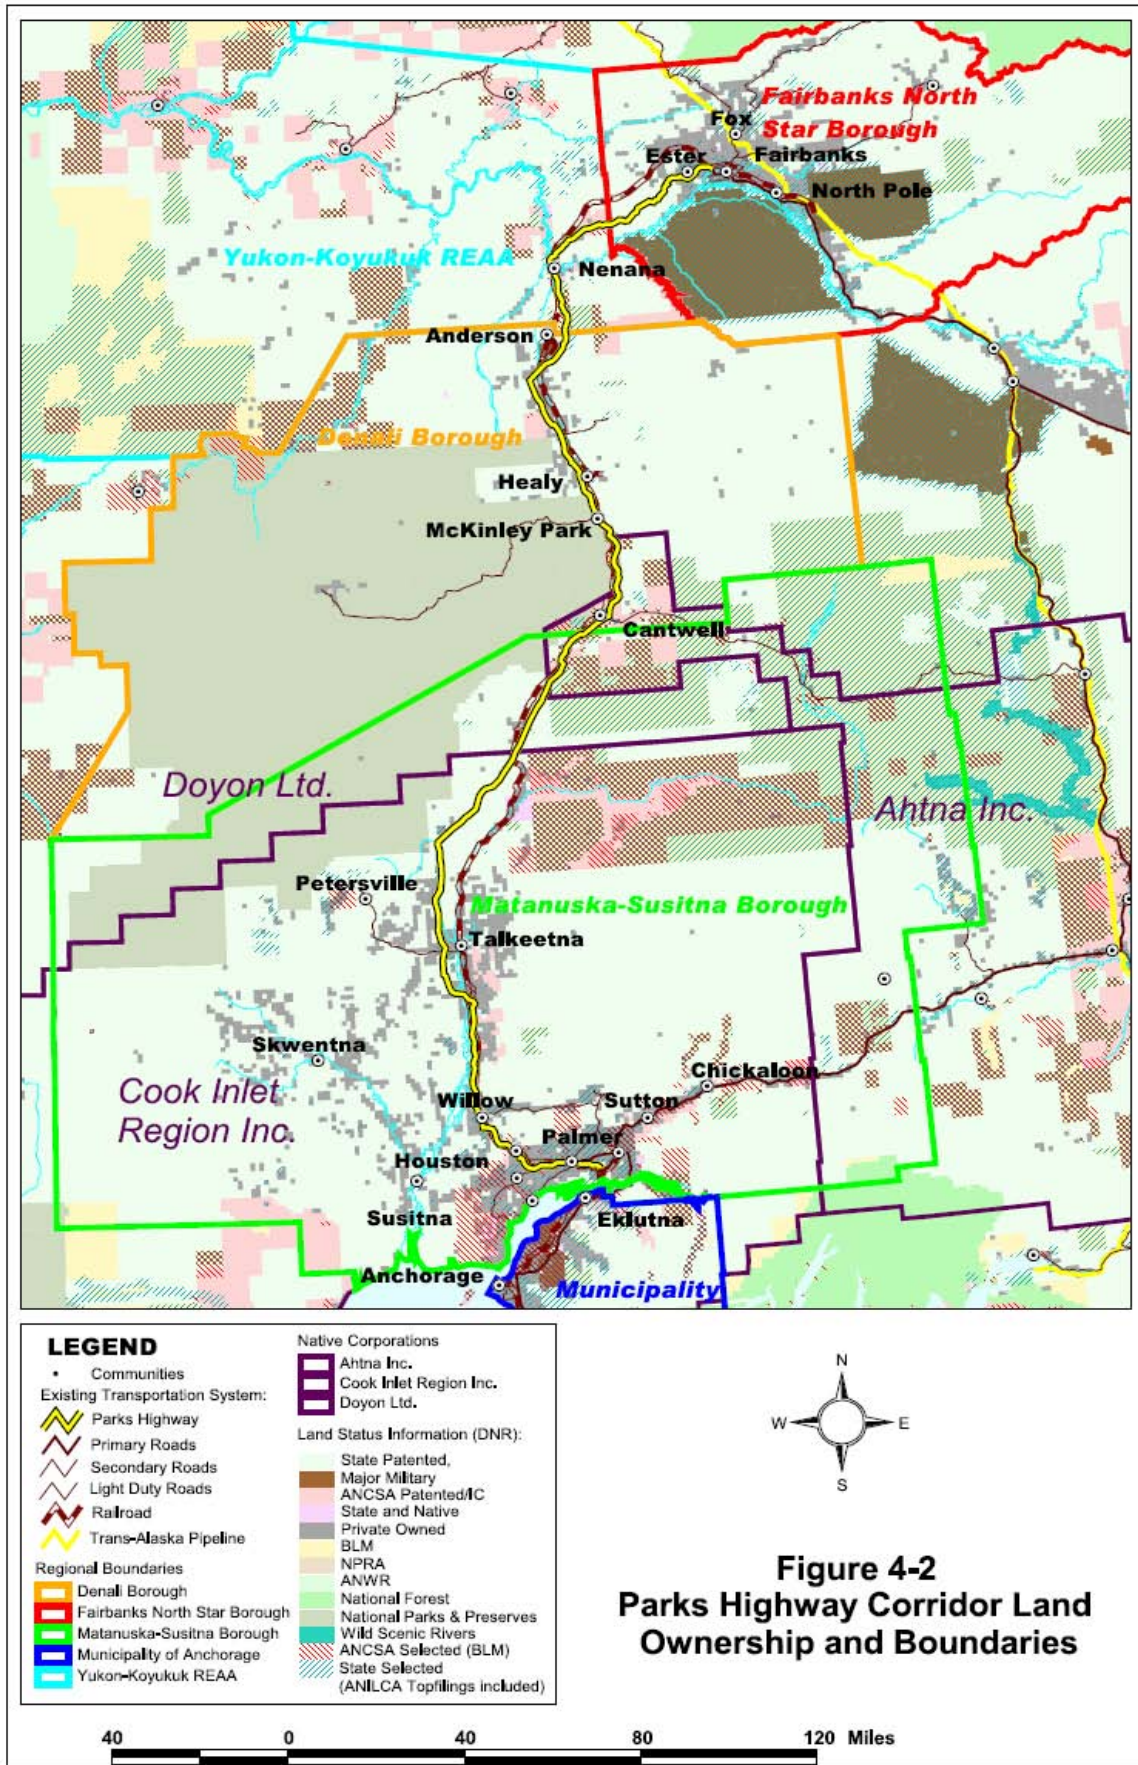 Fairbanks North
Star Borough
Fox
Ester
Fairbanks
North Pole
Yukon-Koyukuk REAA
Nenana
Anderson
Denali Borough
Healy
McKinley Park
Cantwell
Doyon Ltd.
Ahtna Inc.
Petersville
Matanuska-Susitna Borough
Talkeetna
Skwentna
Chickaloon
Cook Inlet
Region Inc.
Willow
Sutton
Palmer
Houston
Susitna
Eklutna
Anchorage
Municipality
LEGEND
Communities
Existing Transportation System:
Parks Highway
Primary Roads
Secondary Roads
Light Duty Roads
Railroad
Trans-Alaska Pipeline
Regional Boundaries
Denali Borough
Fairbanks North Star Borough
Matanuska-Susitna Borough
Municipality of Anchorage
Yukon-Koyukuk REAA
Native Corporations
Ahtna Inc.
Cook Inlet Region Inc.
Doyon Ltd.
Land Status Information (DNR):
State Patented,
Major Military
ANCSA Patented/IC
State and Native
Private Owned
BLM
NPRA
ANWR
National Forest
National Parks & Preserves
Wild Scenic Rivers
ANCSA Selected (BLM)
State Selected
(ANILCA Topfilings included)
N
W E
S
Figure 4-2
Parks Highway Corridor Land
Ownership and Boundaries
40 0 40 80 120 Miles